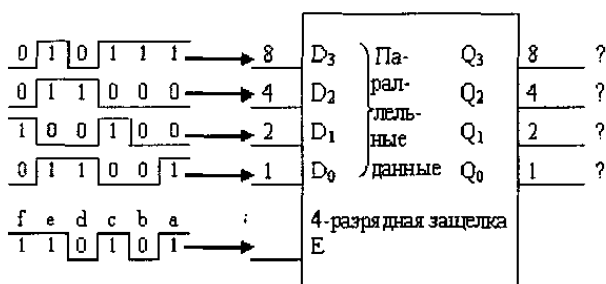 0 1 0 1 1 1 8 D3 Па- Q3 8 ?
0 1 1 0 0 0 4 D2 рал- Q2 4 ?
лель-
1 0 0 1 0 0 2 D1 ные Q1 2 ?
0 1 1 0 0 1 1 D0 данные Q0 1 ?
f e d c b a 4-разрядная защелка
1 1 0 1 0 1 E